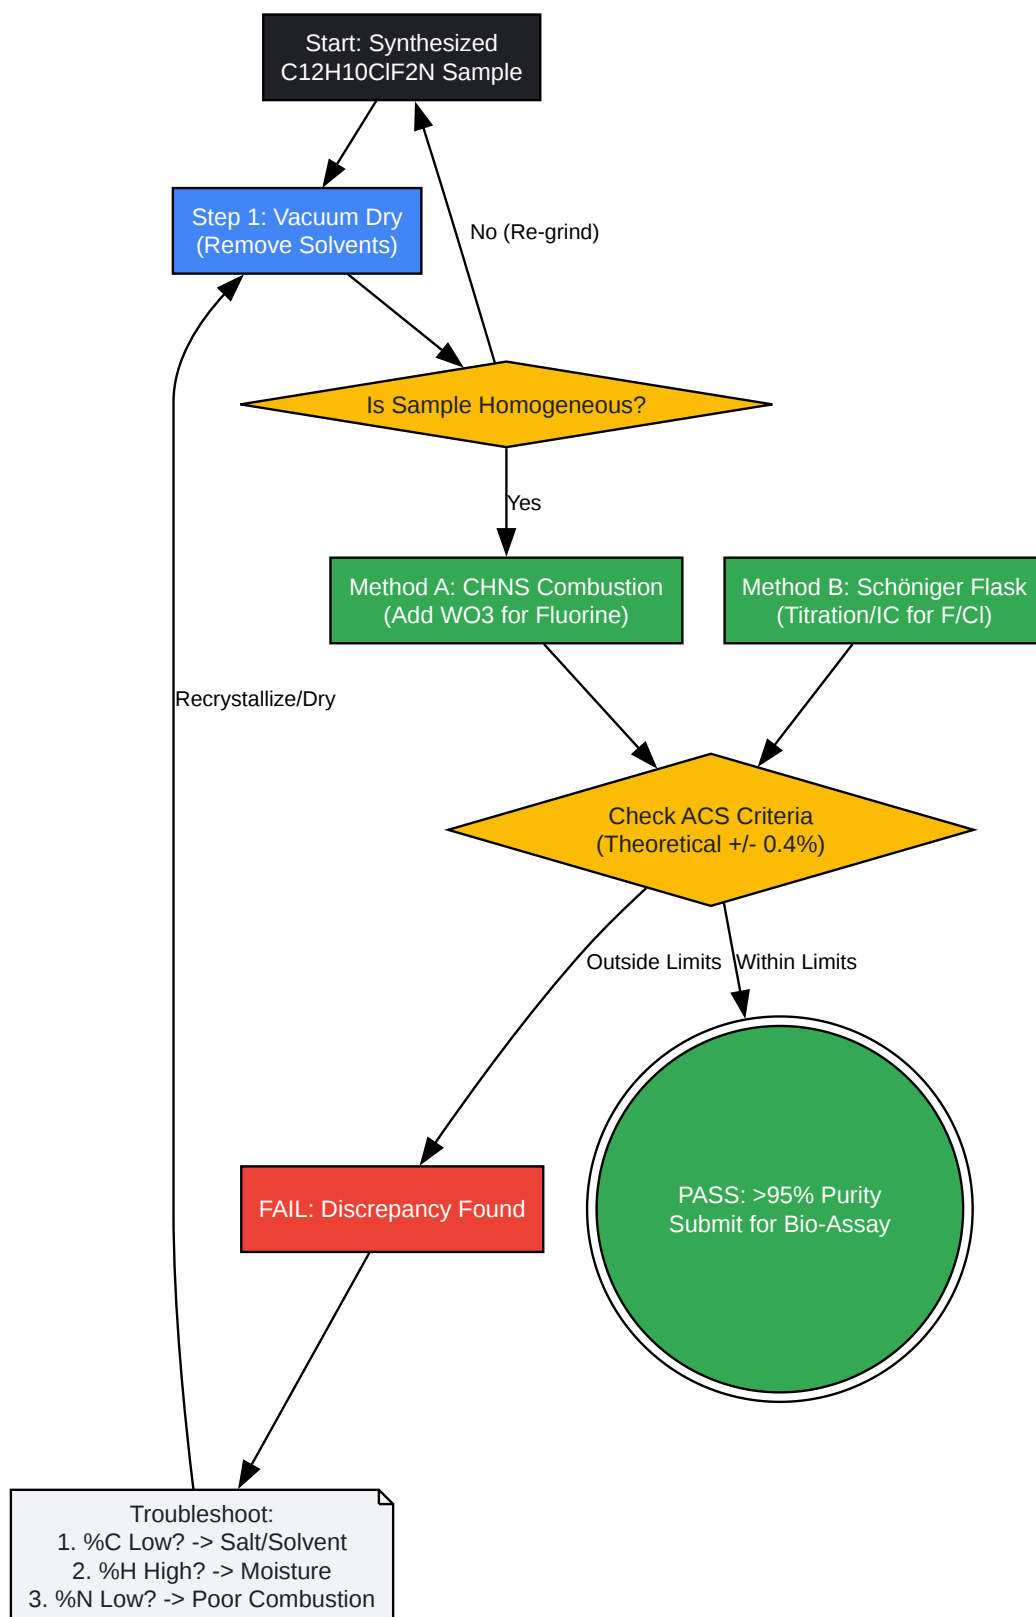 Start: Synthesized
C12H10ClF2N Sample
Step 1: Vacuum Dry
(Remove Solvents)
No (Re-grind)
Is Sample Homogeneous?
Yes
Method A: CHNS Combustion
(Add WO3 for Fluorine)
Method B: Schöniger Flask
(Titration/IC for F/Cl)
Recrystallize/Dry
Check ACS Criteria
(Theoretical +/- 0.4%)
Outside Limits
Within Limits
FAIL: Discrepancy Found
PASS: >95% Purity
Submit for Bio-Assay
Troubleshoot:
1. %C Low? -> Salt/Solvent
2. %H High? -> Moisture
3. %N Low? -> Poor Combustion